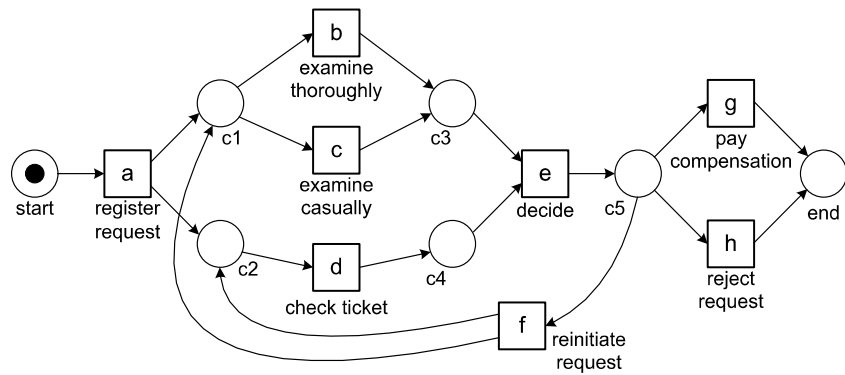 b
examine
thoroughly
c1
c3
g
pay
compensation
start
a
register
request
c
examine
casually
e
decide
c5
end
c2
d
check ticket
c4
h
reject
request
f
reinitiate
request